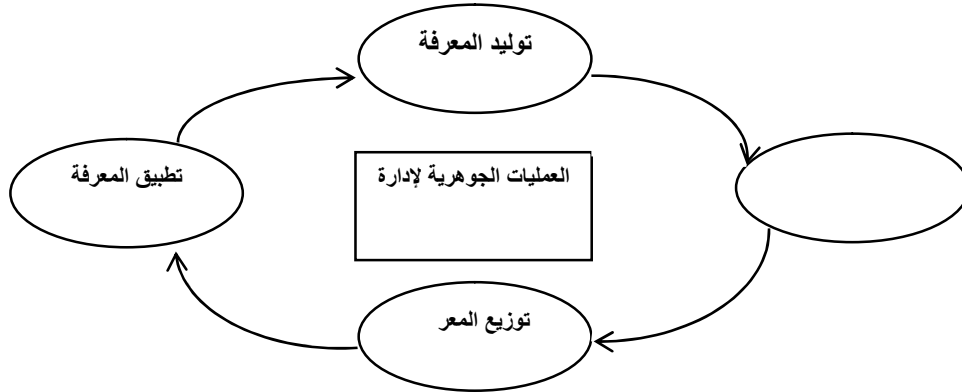 توليد المعرفة
تطبيق المعرفة
العمليات الجوهرية لإدارة
توزيع المعر